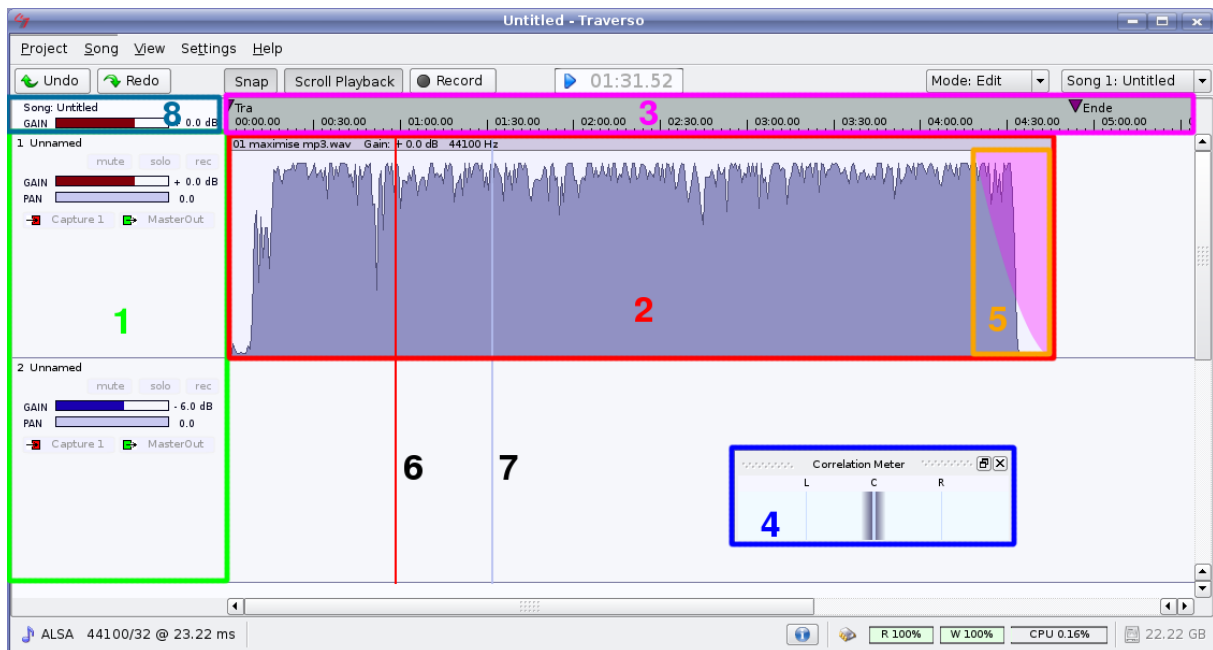 Untitled - Traverso
Project Song View Settings Help
Undo Redo Snap Scroll Playback Record 01:31.52 Mode: Edit Song 1: Untitled
Song: Untitled
GAIN 0.0 dB
8
Tra Ende
00:00.00 00:30.00 01:00.00 01:30.00 02:00.00 02:30.00 03:00.00 03:30.00 04:00.00 04:30.00 05:00.00
3
1 Unnamed
mute solo rec
GAIN + 0.0 dB
PAN 0.0
Capture 1 MasterOut
01 maximise mp3.wav Gain: + 0.0 dB 44100 Hz
1
2
5
2 Unnamed
mute solo rec
GAIN - 6.0 dB
PAN 0.0
Capture 1 MasterOut
6
7
Correlation Meter
L C R
4
ALSA 44100/32 @ 23.22 ms R 100% W 100% CPU 0.16% 22.22 GB